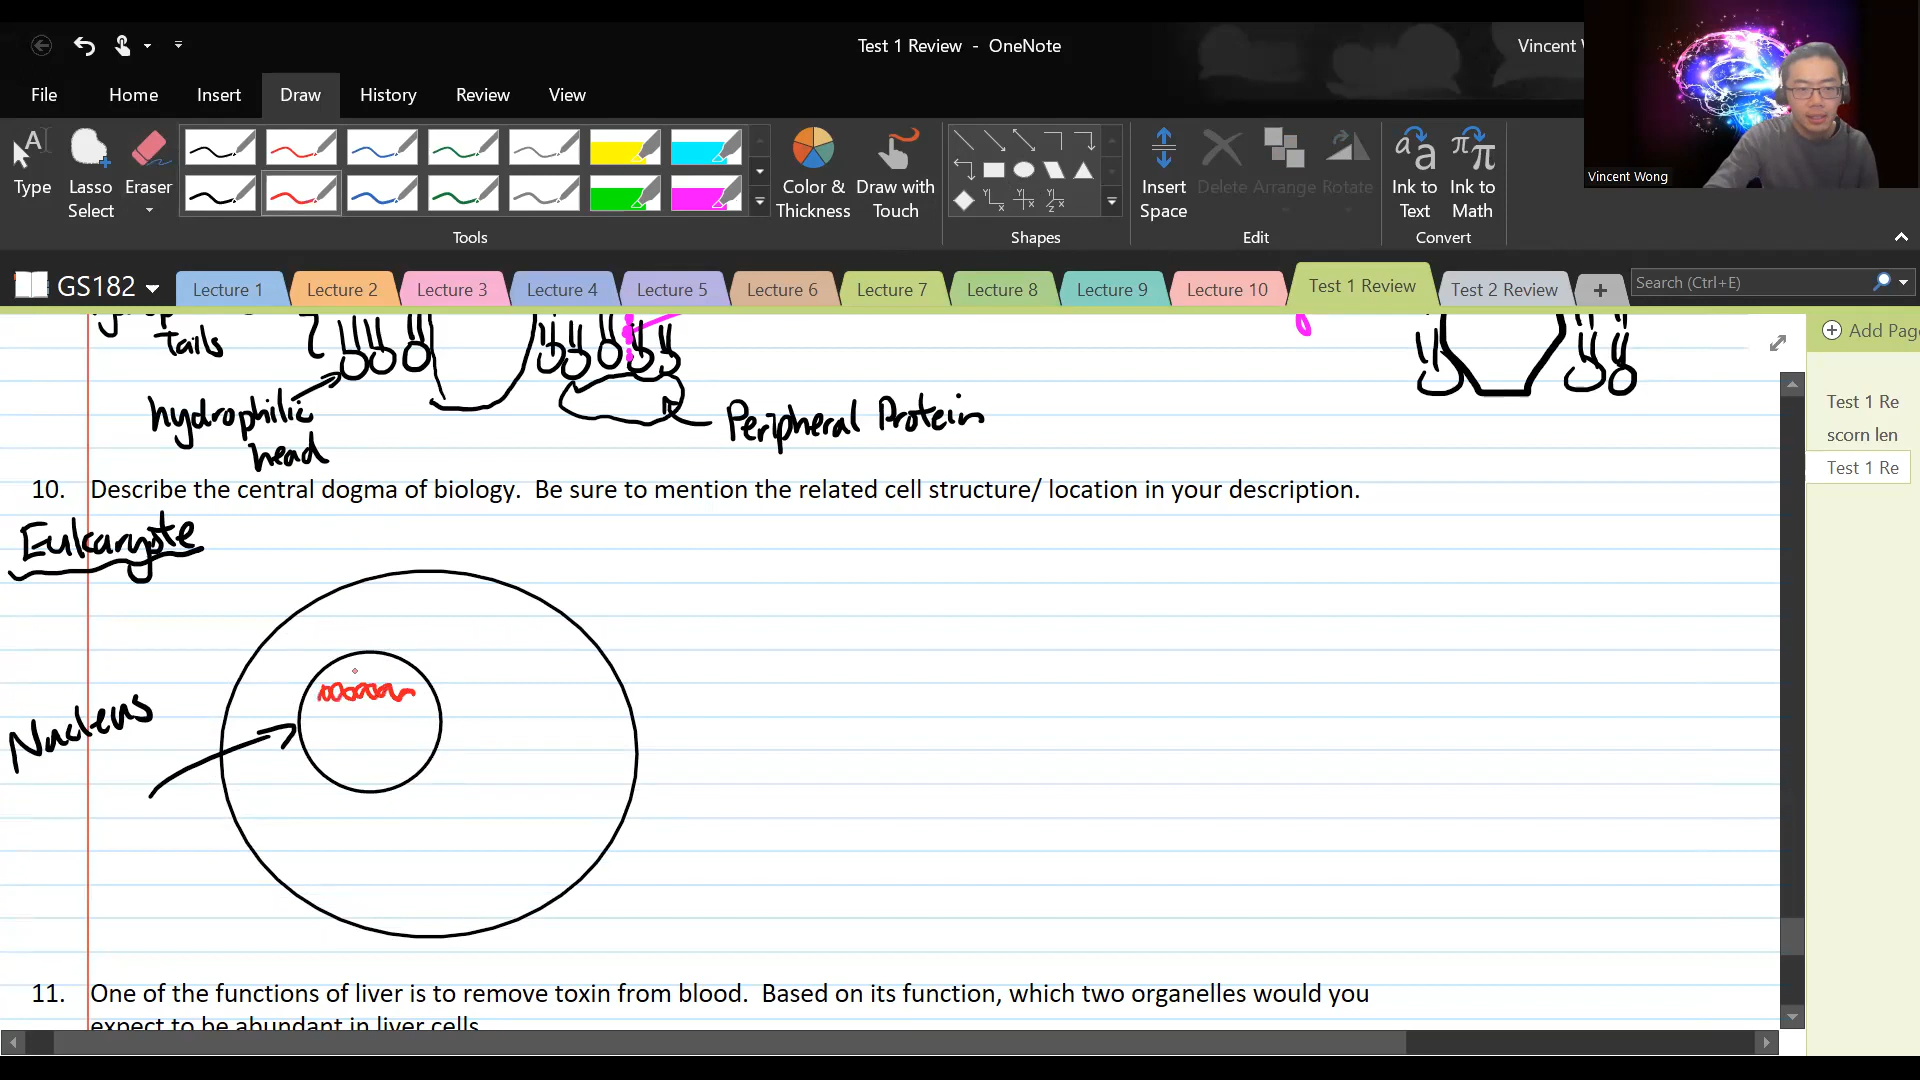 Test 1 Review - OneNote
Vincent W
Vincent Wong
File Home Insert Draw History Review View
Type
Lasso Select
Eraser
Color & Thickness
Draw with Touch
Insert Space
Delete Arrange Rotate
Ink to Text
Ink to Math
Tools
Shapes
Edit
Convert
GS182
Lecture 1 Lecture 2 Lecture 3 Lecture 4 Lecture 5 Lecture 6 Lecture 7 Lecture 8 Lecture 9 Lecture 10 Test 1 Review Test 2 Review
Search (Ctrl+E)
Add Pag
Test 1 Re
scorn len
Test 1 Re
tails
hydrophilic
head
Peripheral Protein
10. Describe the central dogma of biology. Be sure to mention the related cell structure/ location in your description.
Eukaryote
Nucleus
11. One of the functions of liver is to remove toxin from blood. Based on its function, which two organelles would you
expect to be abundant in liver cells